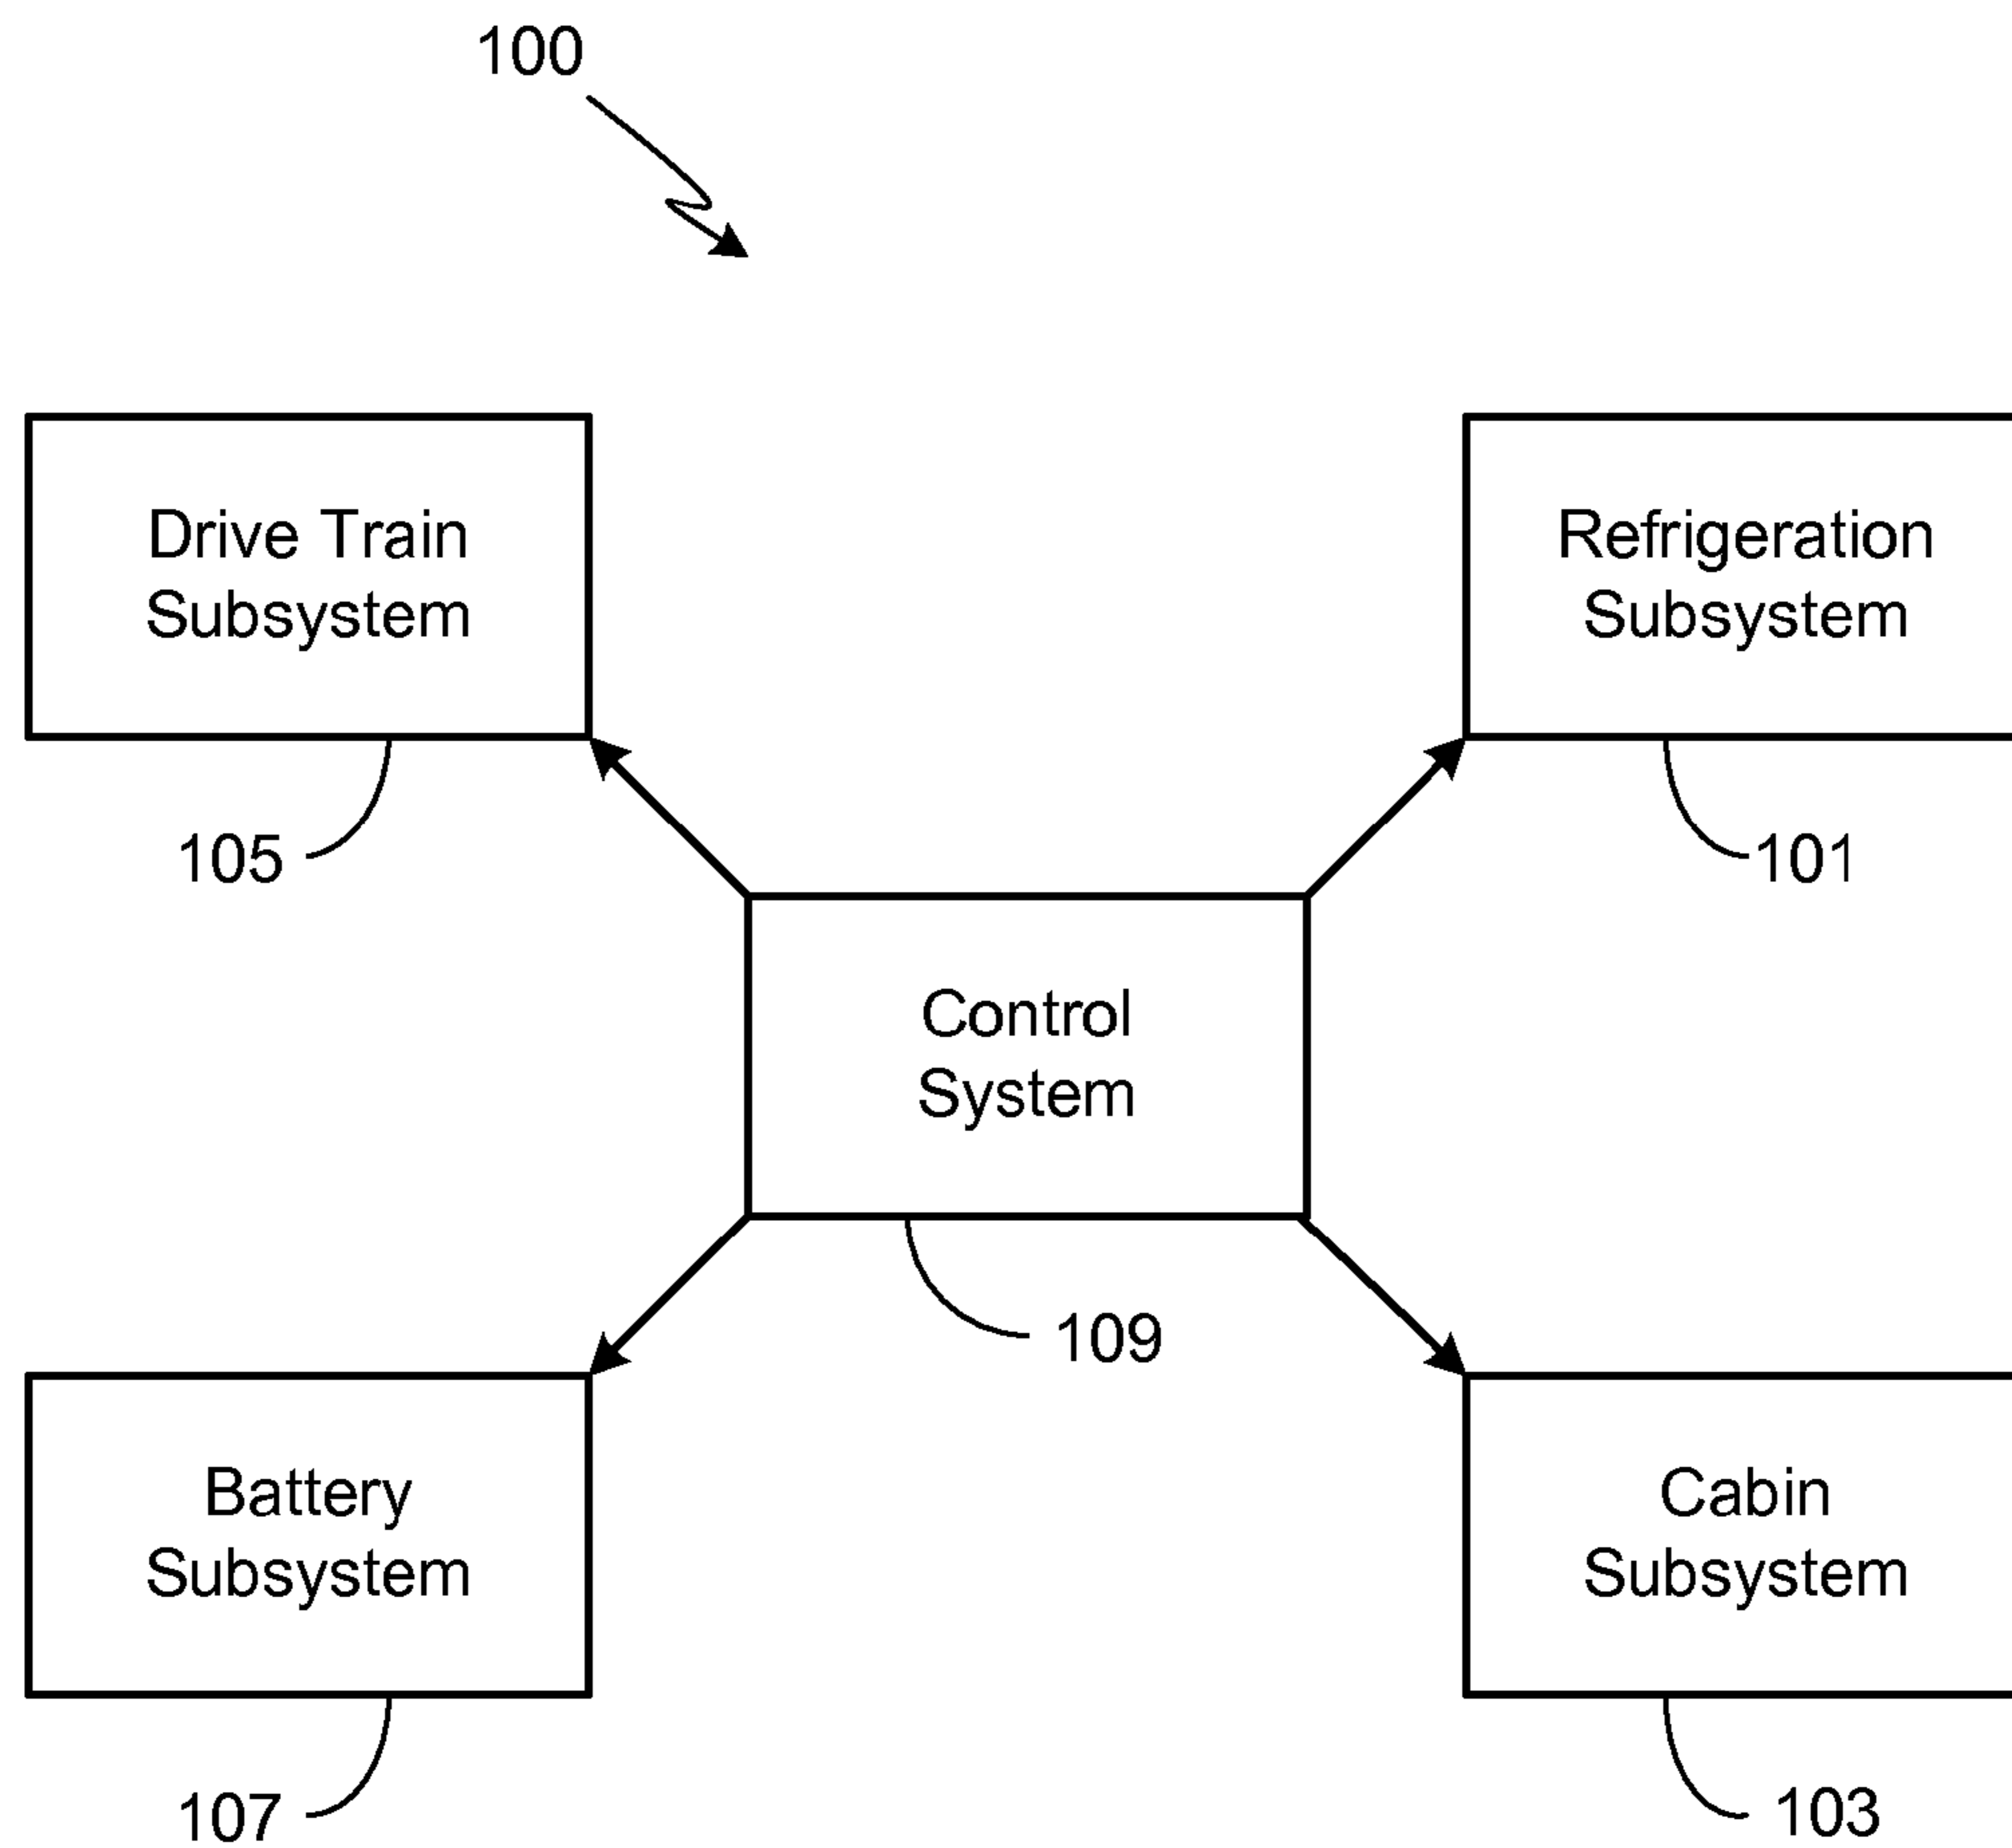 100
Drive Train
Subsystem
Refrigeration
Subsystem
105
101
Control
System
109
Battery
Subsystem
Cabin
Subsystem
107
103